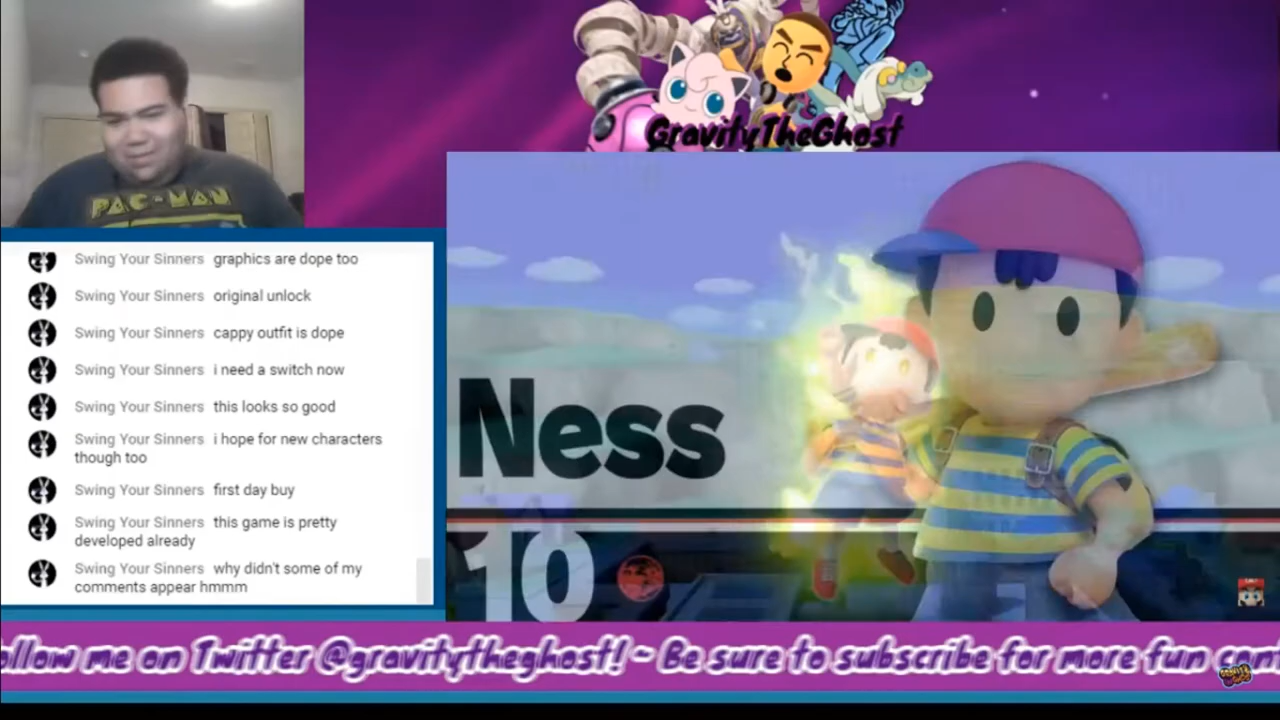 GravityTheGhost
PAC-MAN
Swing Your Sinners graphics are dope too
Swing Your Sinners original unlock
Swing Your Sinners cappy outfit is dope
Swing Your Sinners i need a switch now
Swing Your Sinners this looks so good
Swing Your Sinners i hope for new characters
though too
Swing Your Sinners first day buy
Swing Your Sinners this game is pretty
developed already
Swing Your Sinners why didn't some of my
comments appear hmmm
Ness
10
ollow me on Twitter @gravitytheghost! - Be sure to subscribe for more fun con